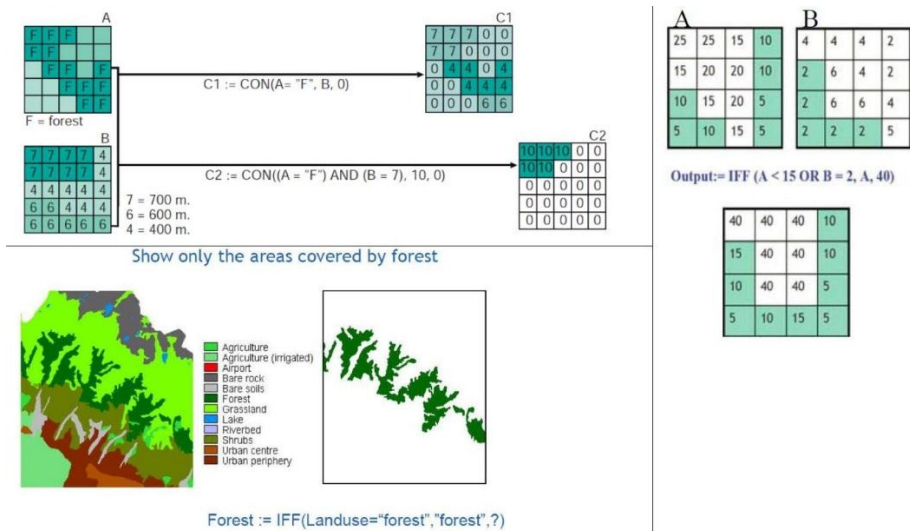 A
F F F
F F
F F F
F F F
F F
F = forest
C1 := CON(A= "F", B, 0)
C1
7 7 7 0 0
7 7 0 0 0
0 4 4 0 4
0 0 4 4 4
0 0 0 6 6
B
7 7 7 7 4
7 7 7 7 4
4 4 4 4 4
6 6 4 4 4
6 6 6 6 6
7 = 700 m.
6 = 600 m.
4 = 400 m.
C2 := CON((A = "F") AND (B = 7), 10, 0)
C2
10 10 10 0 0
10 10 0 0 0
0 0 0 0 0
0 0 0 0 0
0 0 0 0 0
Show only the areas covered by forest
Agriculture
Agriculture (irrigated)
Airport
Bare rock
Bare soils
Forest
Grassland
Lake
Riverbed
Shrubs
Urban centre
Urban periphery
Forest := IFF(Landuse="forest","forest",?)
A
25 25 15 10
15 20 20 10
10 15 20 5
5 10 15 5
B
4 4 4 2
2 6 4 2
2 6 6 4
2 2 2 5
Output:= IFF (A < 15 OR B = 2, A, 40)
40 40 40 10
15 40 40 10
10 40 40 5
5 10 15 5